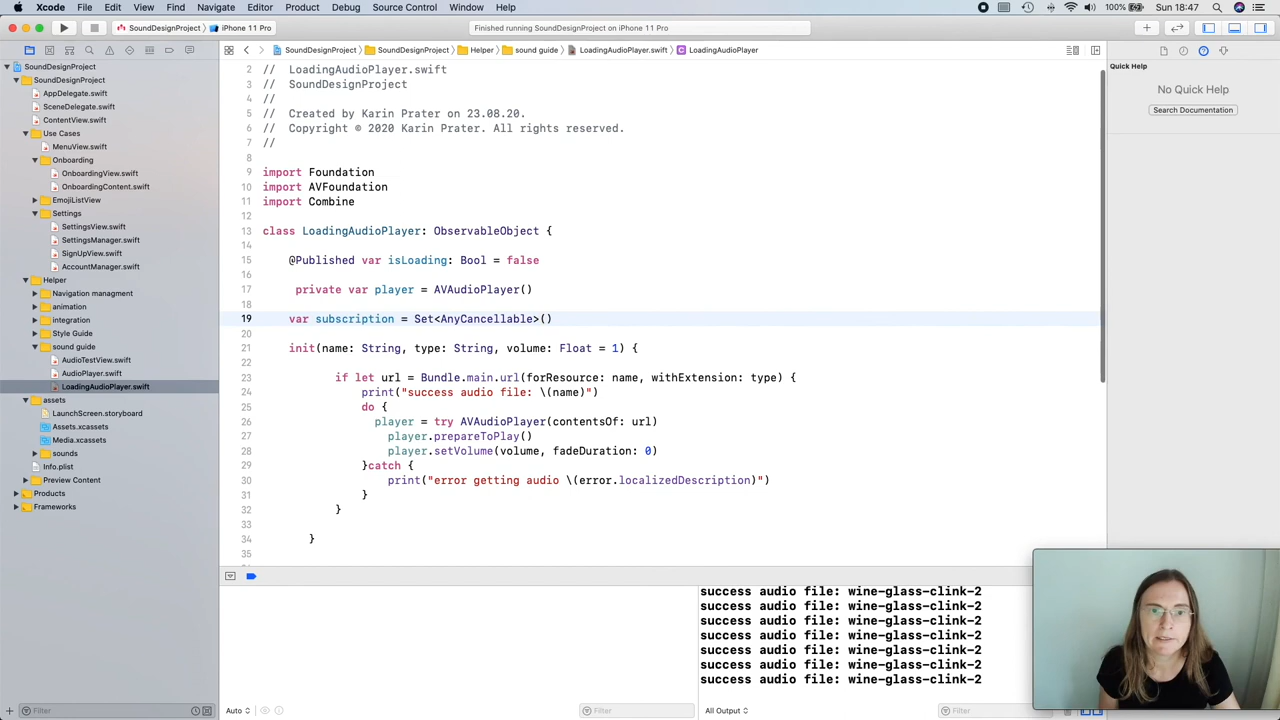 Xcode File Edit View Find Navigate Editor Product Debug Source Control Window Help 100% Sun 18:47
SoundDesignProject iPhone 11 Pro Finished running SoundDesignProject on iPhone 11 Pro
SoundDesignProject SoundDesignProject Helper sound guide LoadingAudioPlayer.swift C LoadingAudioPlayer
SoundDesignProject
SoundDesignProject
AppDelegate.swift
SceneDelegate.swift
ContentView.swift
Use Cases
MenuView.swift
Onboarding
OnboardingView.swift
OnboardingContent.swift
EmojiListView
Settings
SettingsView.swift
SettingsManager.swift
SignUpView.swift
AccountManager.swift
Helper
Navigation managment
animation
integration
Style Guide
sound guide
AudioTestView.swift
AudioPlayer.swift
LoadingAudioPlayer.swift
assets
LaunchScreen.storyboard
Assets.xcassets
Media.xcassets
sounds
Info.plist
Preview Content
Products
Frameworks
Filter
2 // LoadingAudioPlayer.swift
3 // SoundDesignProject
4 //
5 // Created by Karin Prater on 23.08.20.
6 // Copyright © 2020 Karin Prater. All rights reserved.
7 //
8
9 import Foundation
10 import AVFoundation
11 import Combine
12
13 class LoadingAudioPlayer: ObservableObject {
14
15 @Published var isLoading: Bool = false
16
17 private var player = AVAudioPlayer()
18
19 var subscription = Set<AnyCancellable>()
20
21 init(name: String, type: String, volume: Float = 1) {
22
23 if let url = Bundle.main.url(forResource: name, withExtension: type) {
24 print("success audio file: \(name)")
25 do {
26 player = try AVAudioPlayer(contentsOf: url)
27 player.prepareToPlay()
28 player.setVolume(volume, fadeDuration: 0)
29 }catch {
30 print("error getting audio \(error.localizedDescription)")
31 }
32 }
33
34 }
35
success audio file: wine-glass-clink-2
success audio file: wine-glass-clink-2
success audio file: wine-glass-clink-2
success audio file: wine-glass-clink-2
success audio file: wine-glass-clink-2
success audio file: wine-glass-clink-2
success audio file: wine-glass-clink-2
Auto Filter All Output Filter
Quick Help
No Quick Help
Search Documentation